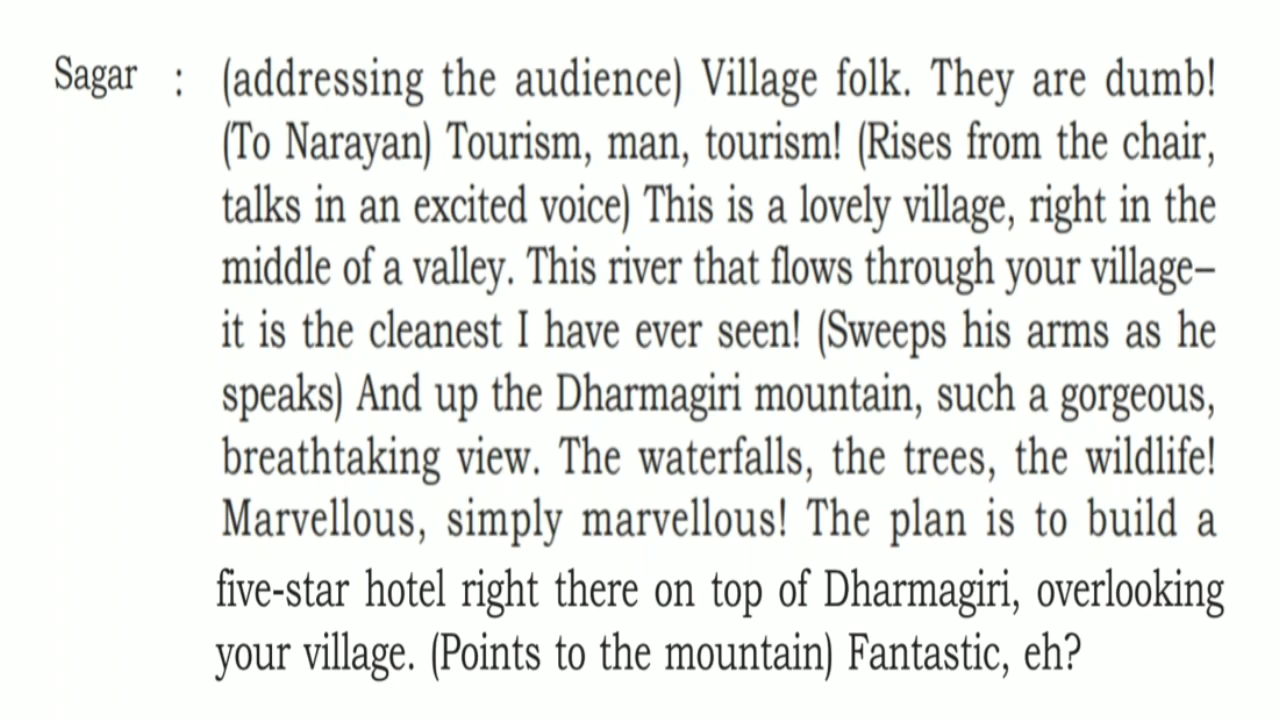 Sagar : (addressing the audience) Village folk. They are dumb!
(To Narayan) Tourism, man, tourism! (Rises from the chair,
talks in an excited voice) This is a lovely village, right in the
middle of a valley. This river that flows through your village–
it is the cleanest I have ever seen! (Sweeps his arms as he
speaks) And up the Dharmagiri mountain, such a gorgeous,
breathtaking view. The waterfalls, the trees, the wildlife!
Marvellous, simply marvellous! The plan is to build a
five-star hotel right there on top of Dharmagiri, overlooking
your village. (Points to the mountain) Fantastic, eh?